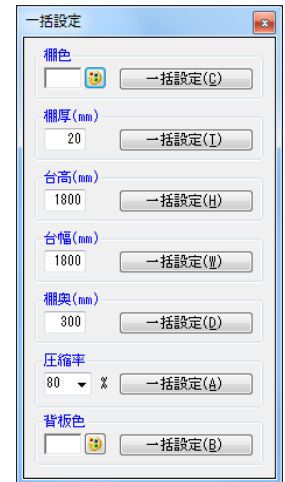 一括設定
棚色
一括設定(C)
棚厚(mm)
20
一括設定(T)
台高(mm)
1800
一括設定(H)
台幅(mm)
1800
一括設定(W)
棚奥(mm)
300
一括設定(D)
圧縮率
80 % 一括設定(A)
背板色
一括設定(B)